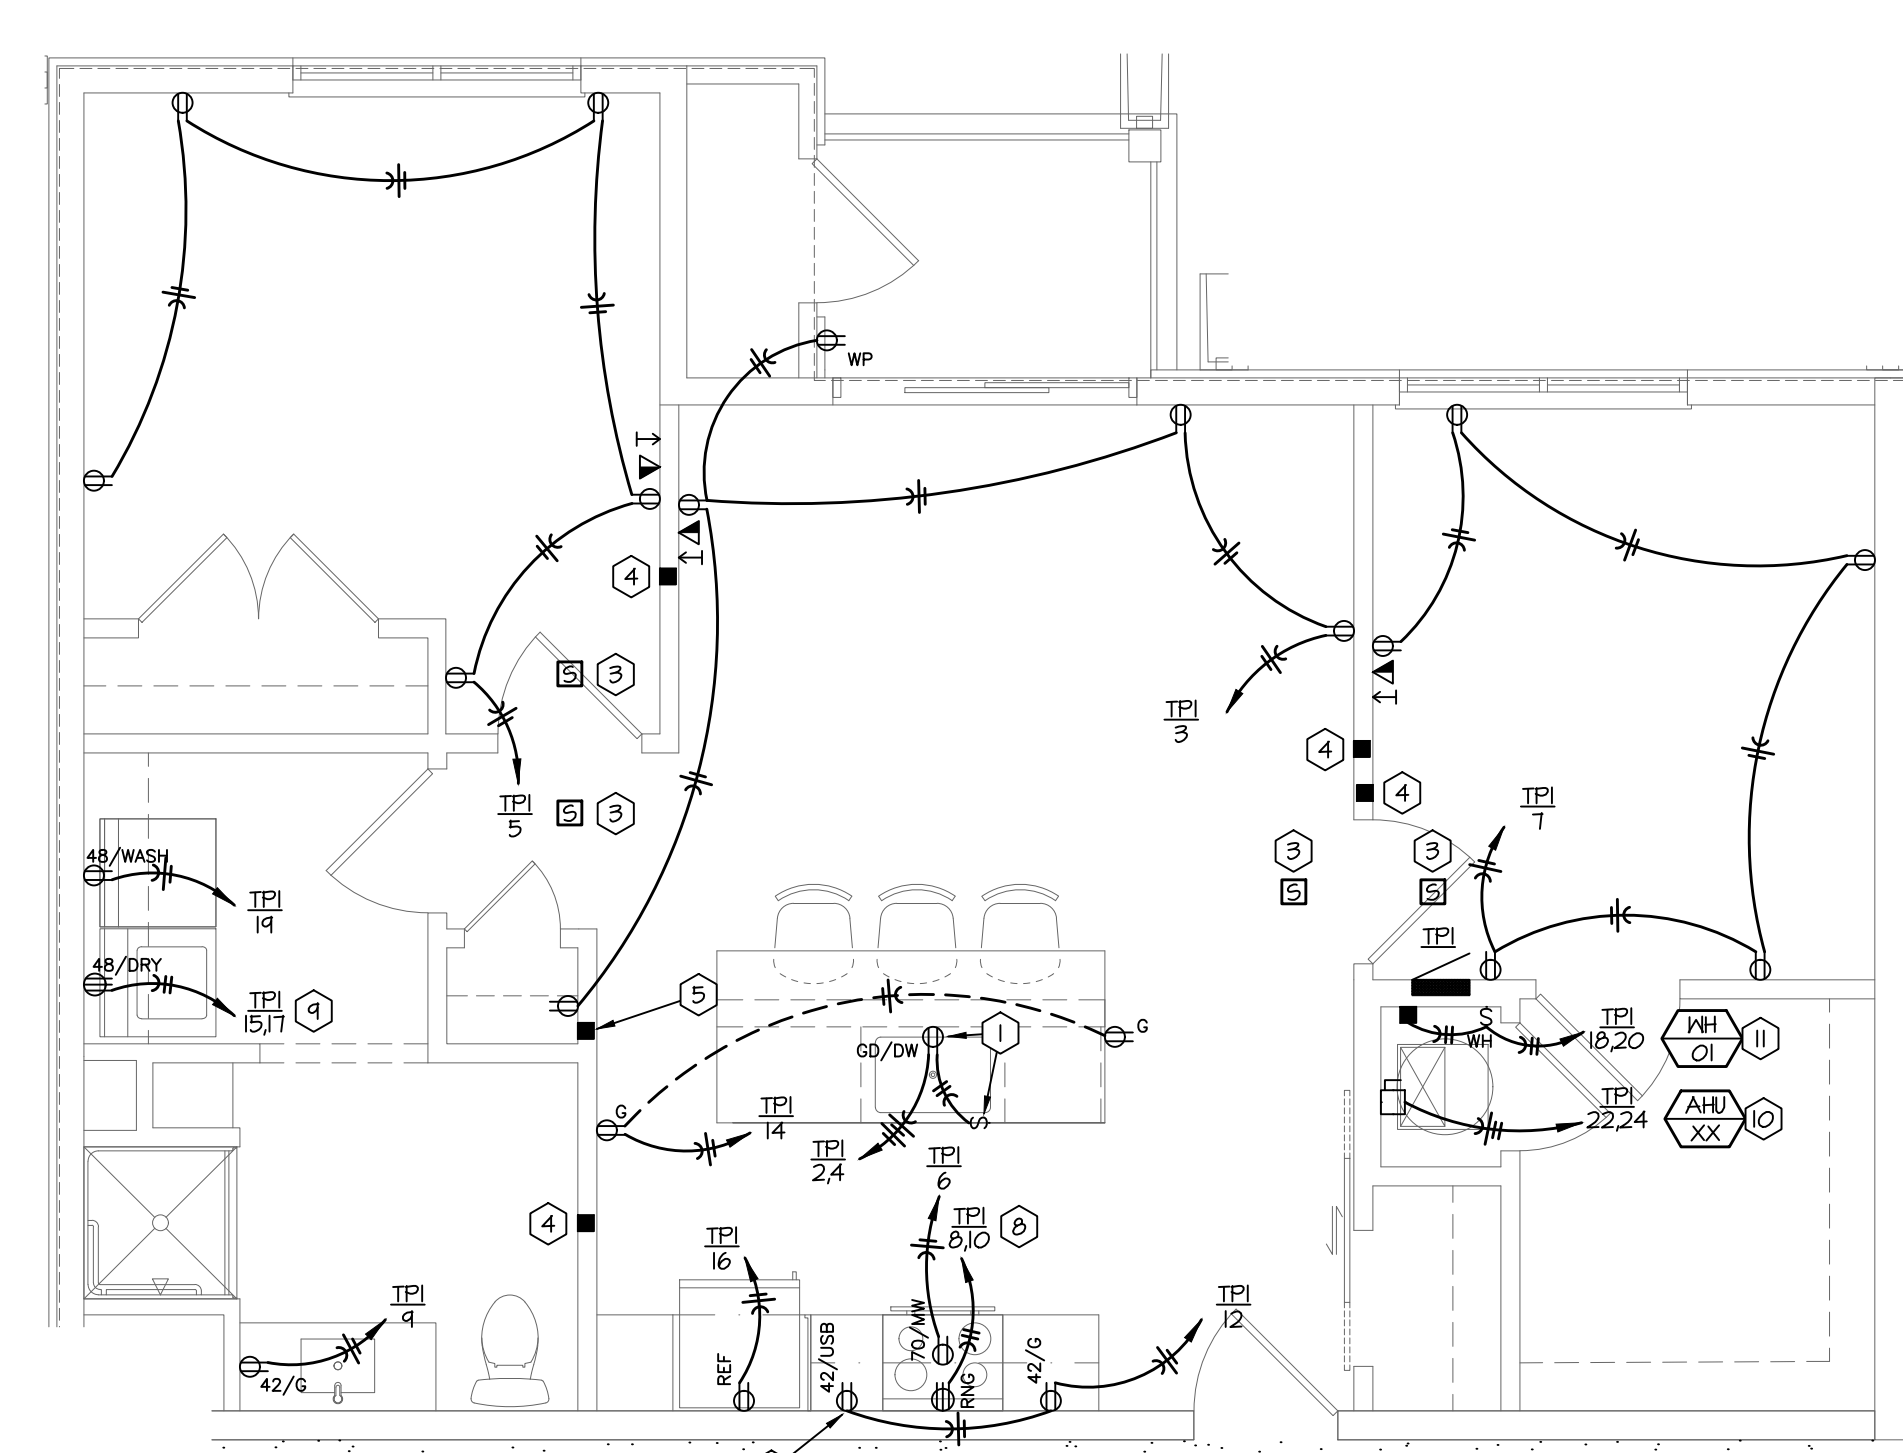 WP
4
S
3
TP1
3
TP1
5
S
3
4
4
TP1
7
3
3
S
S
48/WASH
TP1
19
TP1
48/DRY
TP1
15,17
9
5
G
1
GD/DW
S
WH
TP1
18,20
WH
01
11
G
TP1
14
TP1
2,4
S
TP1
22,24
AHU
XX
10
TP1
6
4
TP1
16
TP1
8,10
8
TP1
9
TP1
12
42/G
REF
42/USB
70/MW
RNG
42/G